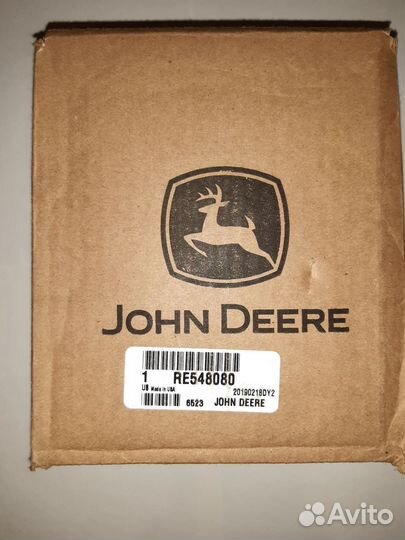 JOHN DEERE
1 RE548080
US Made in USA 20190218DY2
6523 JOHN DEERE
Avito